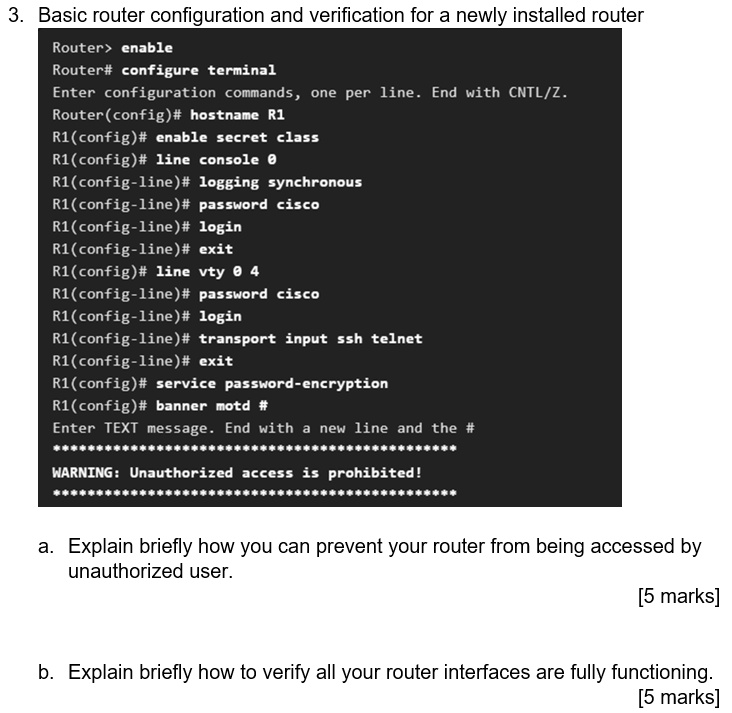 3. Basic router configuration and verification for a newly installed router
Router> enable
Router# configure terminal
Enter configuration commands, one per line. End with CNTL/Z.
Router(config)# hostname R1
R1(config)# enable secret class
R1(config)# line console 0
R1(config-line)# logging synchronous
R1(config-line)# password cisco
R1(config-line)# login
R1(config-line)# exit
R1(config)# line vty 0 4
R1(config-line)# password cisco
R1(config-line)# login
R1(config-line)# transport input ssh telnet
R1(config-line)# exit
R1(config)# service password-encryption
R1(config)# banner motd #
Enter TEXT message. End with a new line and the #
***********************************************
WARNING: Unauthorized access is prohibited!
***********************************************
a. Explain briefly how you can prevent your router from being accessed by
unauthorized user.
[5 marks]
b. Explain briefly how to verify all your router interfaces are fully functioning.
[5 marks]